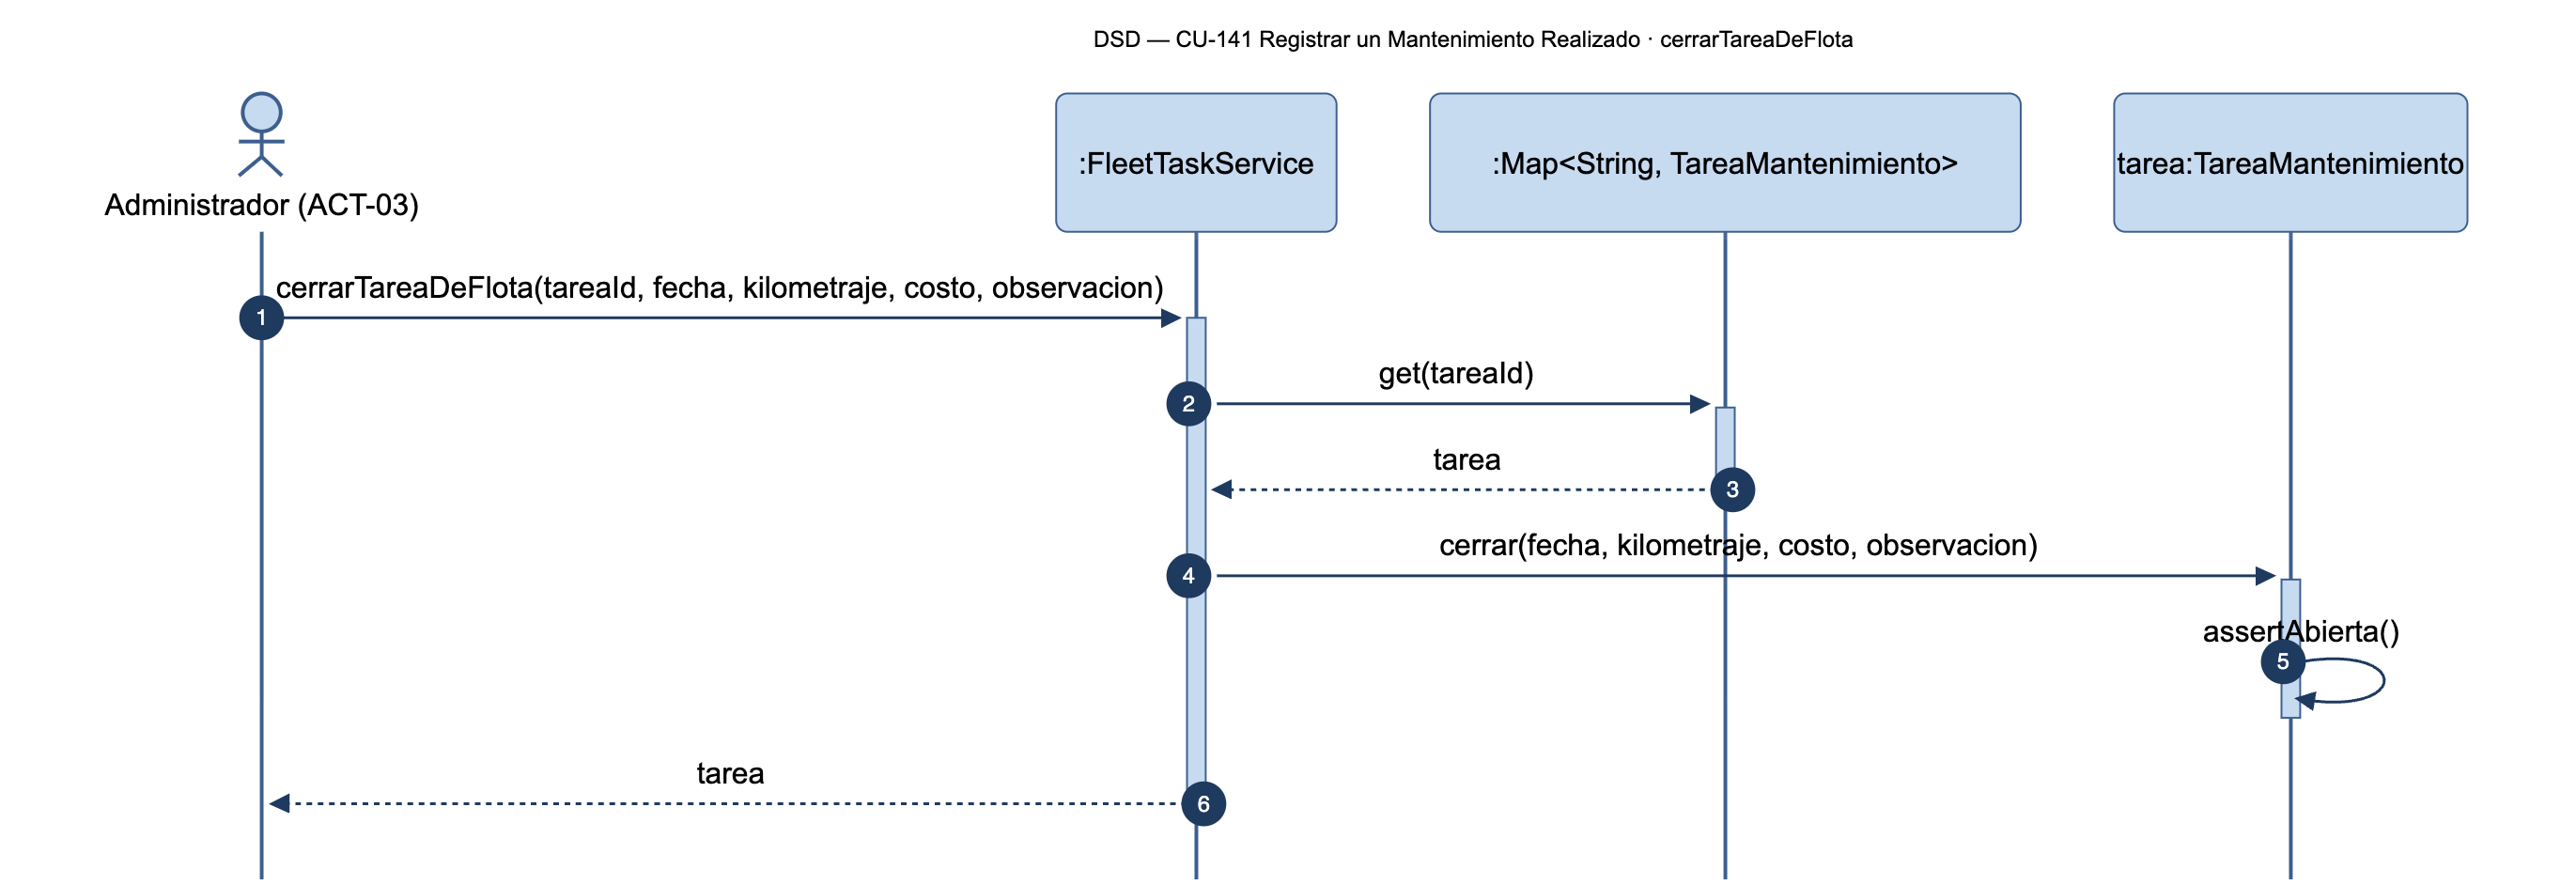 DSD — CU-141 Registrar un Mantenimiento Realizado · cerrarTareaDeFlota
Administrador (ACT-03)
:FleetTaskService
:Map<String, TareaMantenimiento>
tarea:TareaMantenimiento
cerrarTareaDeFlota(tareaId, fecha, kilometraje, costo, observacion)
1
get(tareaId)
2
tarea
3
cerrar(fecha, kilometraje, costo, observacion)
4
assertAbierta()
5
tarea
6